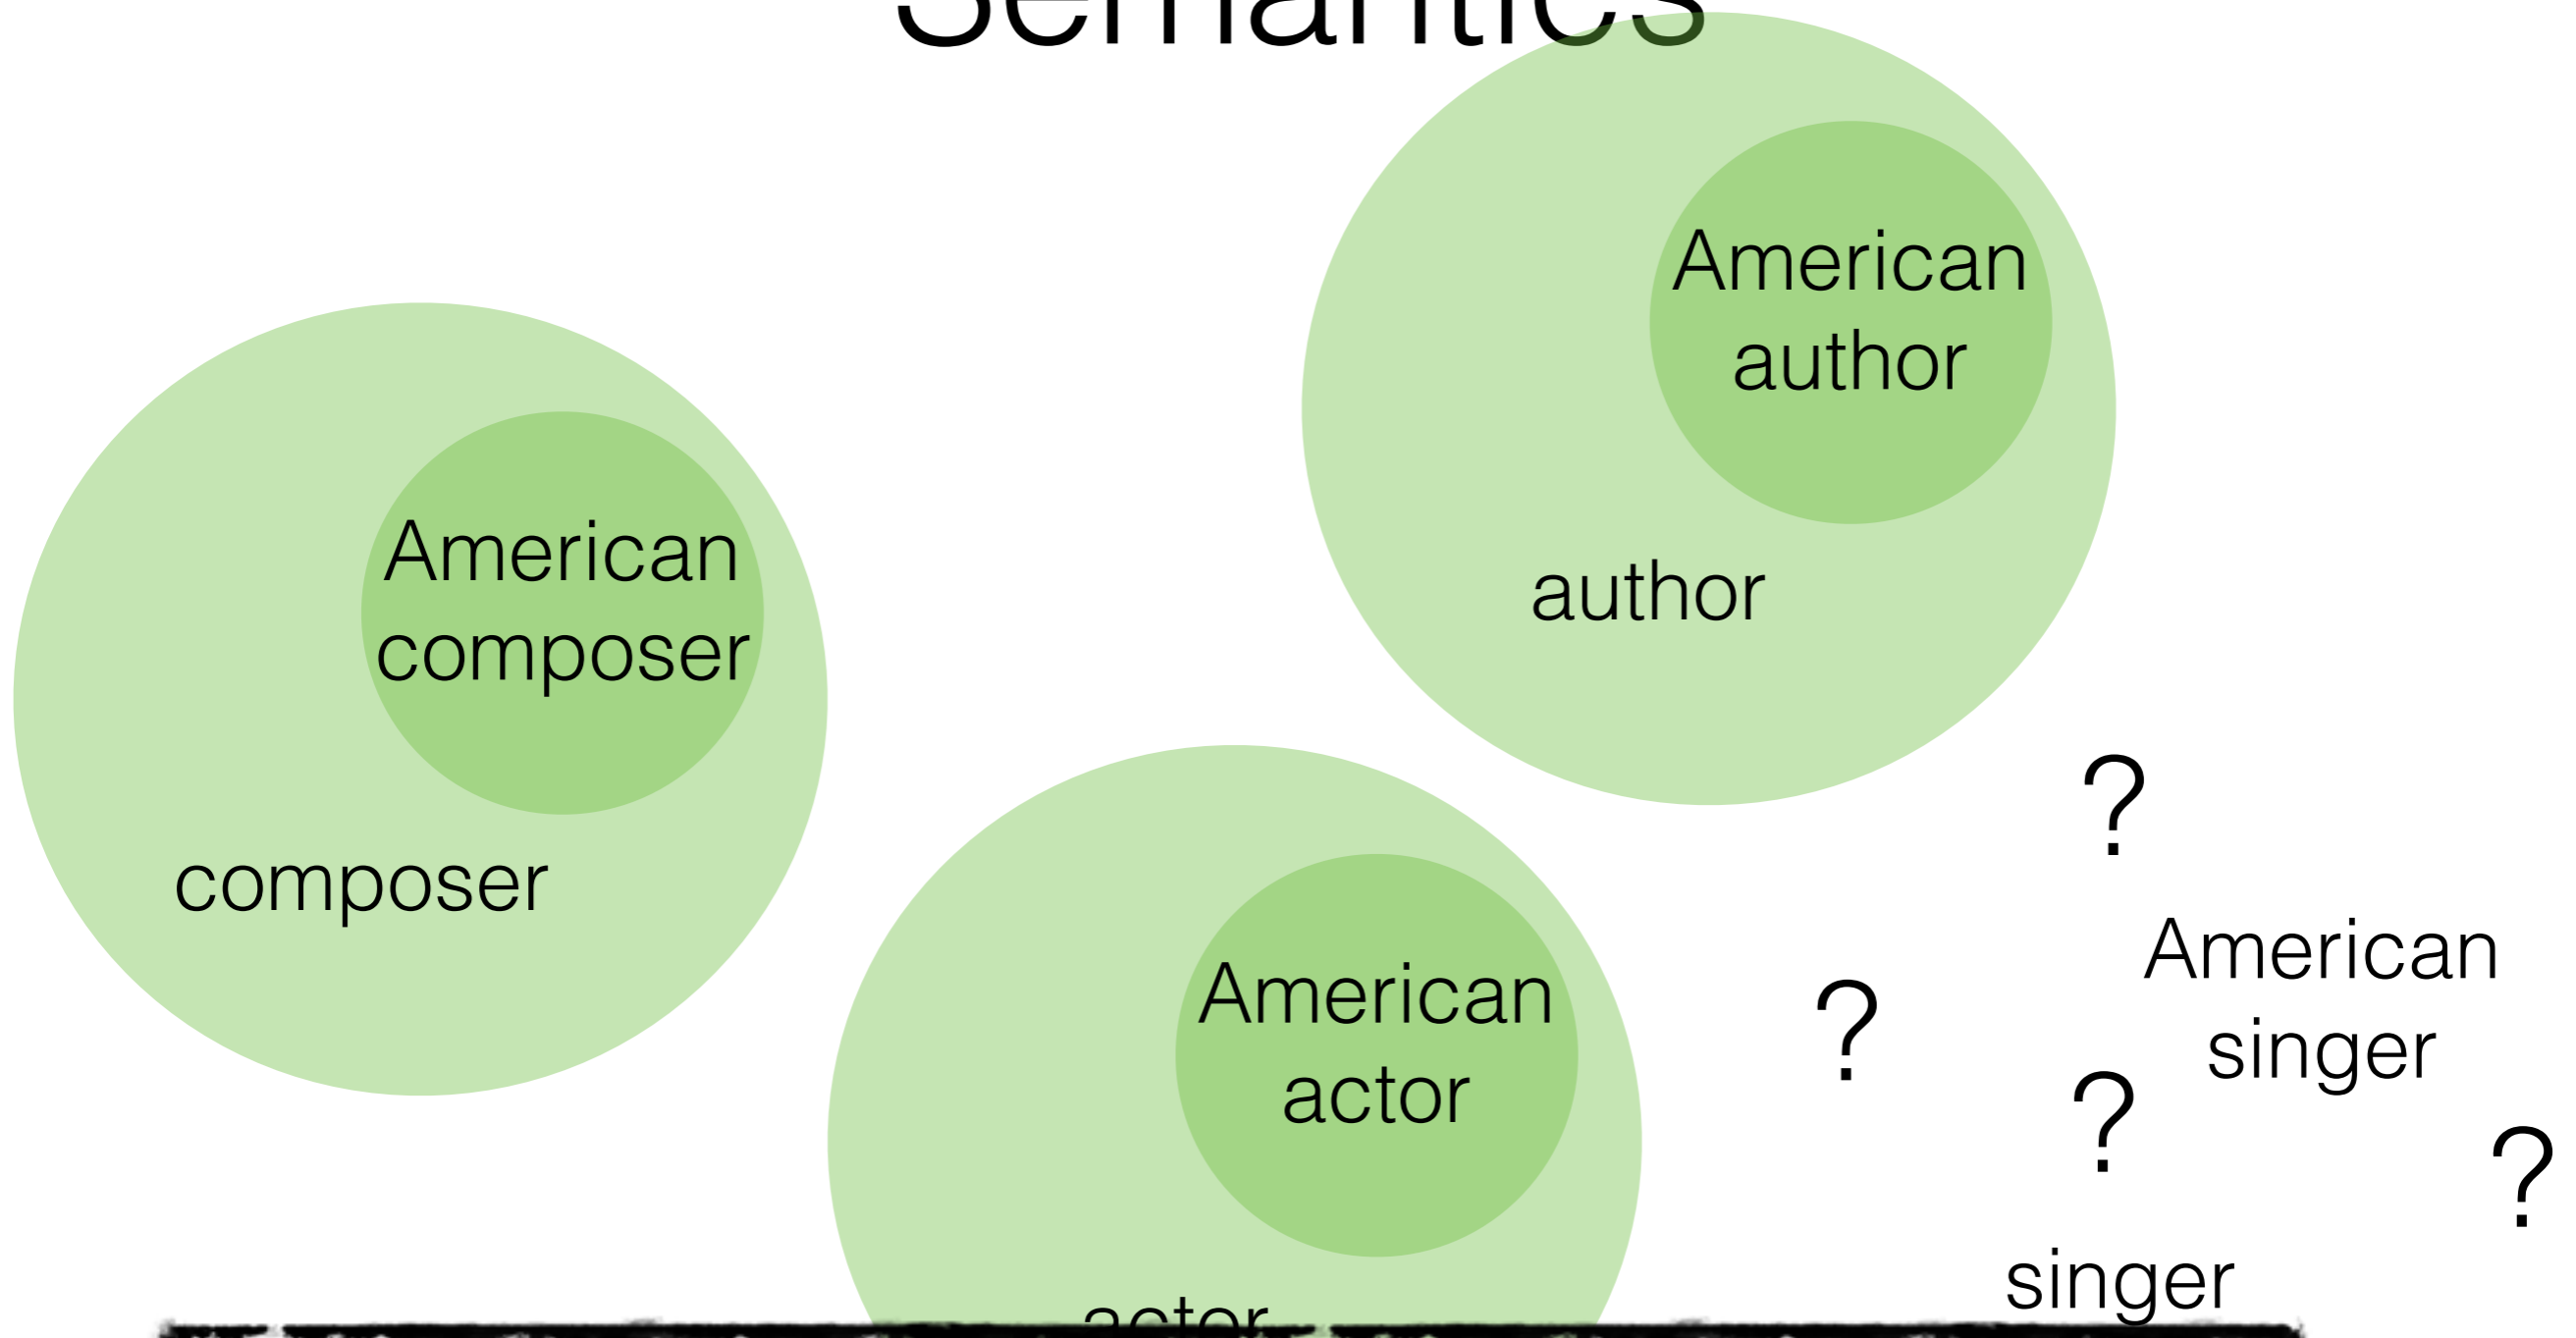 Semantics
American
author
author
American
composer
composer
American
actor
actor
?
?
?
?
American
singer
singer